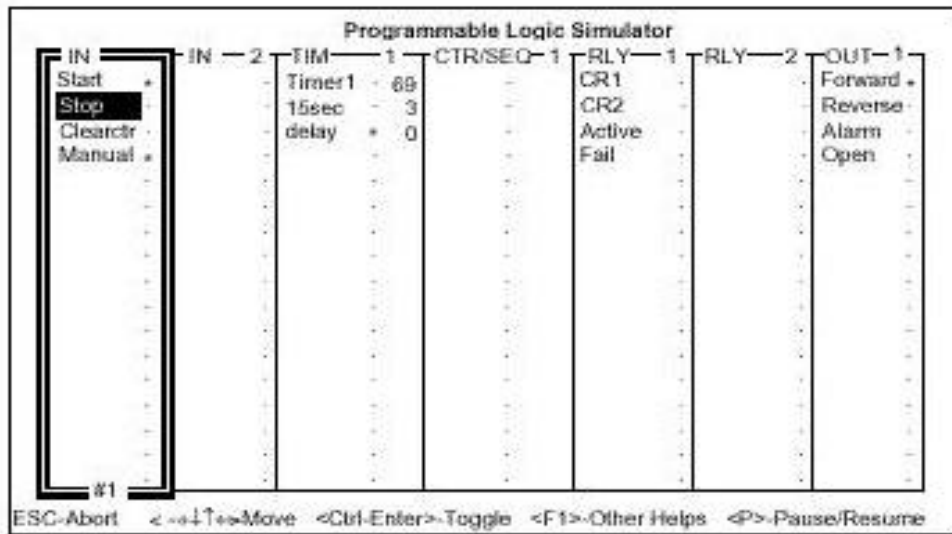 Programmable Logic Simulator
IN IN 2 TIM 1 CTR/SEQ 1 RLY 1 RLY 2 OUT 1
Start Timer1 69 CR1 Forward
Stop 15sec 3 CR2 Reverse
Clearctr delay 0 Active Alarm
Manual Fail Open
#1
ESC-Abort Move <Ctrl-Enter>-Toggle <F1>-Other Helps <P>-Pause/Resume